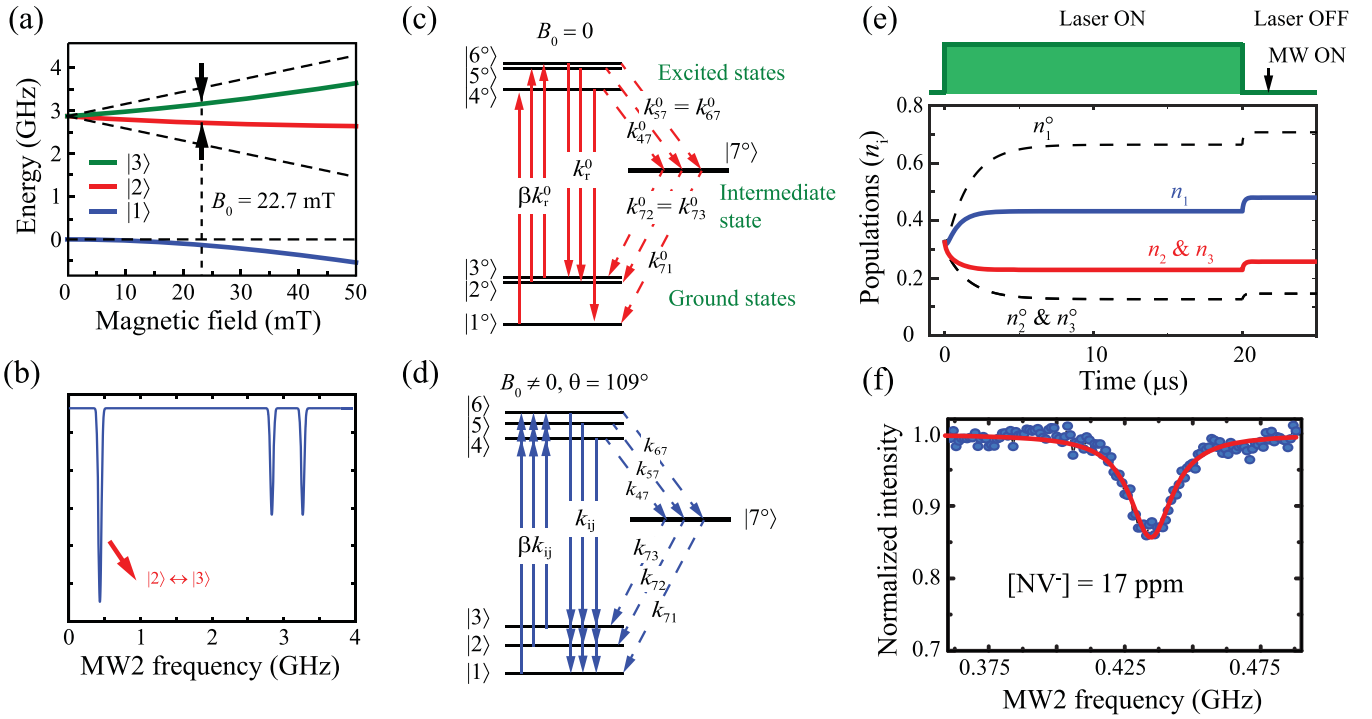 (a)
Energy (GHz)
4
3
2
1
0
|3⟩
|2⟩
|1⟩
B₀ = 22.7 mT
0 10 20 30 40 50
Magnetic field (mT)
(b)
|2⟩ ↔ |3⟩
0 1 2 3 4
MW2 frequency (GHz)
(c)
B₀ = 0
|6°⟩
|5°⟩
|4°⟩
Excited states
k⁰₅₇ = k⁰₆₇
k⁰₄₇
|7°⟩
βk⁰ᵣ
k⁰ᵣ
Intermediate
state
k⁰₇₂ = k⁰₇₃
k⁰₇₁
|3°⟩
|2°⟩
Ground states
|1°⟩
(d)
B₀ ≠ 0, θ = 109°
|6⟩
|5⟩
|4⟩
k₆₇
k₅₇
k₄₇
|7°⟩
βkᵢⱼ
kᵢⱼ
k₇₃
k₇₂
k₇₁
|3⟩
|2⟩
|1⟩
(e)
Laser ON
Laser OFF
MW ON
Populations (nᵢ)
0.8
0.6
0.4
0.2
0
n₁°
n₁
n₂ & n₃
n₂° & n₃°
0 10 20
Time (μs)
(f)
Normalized intensity
1.0
0.9
0.8
0.7
[NV⁻] = 17 ppm
0.375 0.425 0.475
MW2 frequency (GHz)